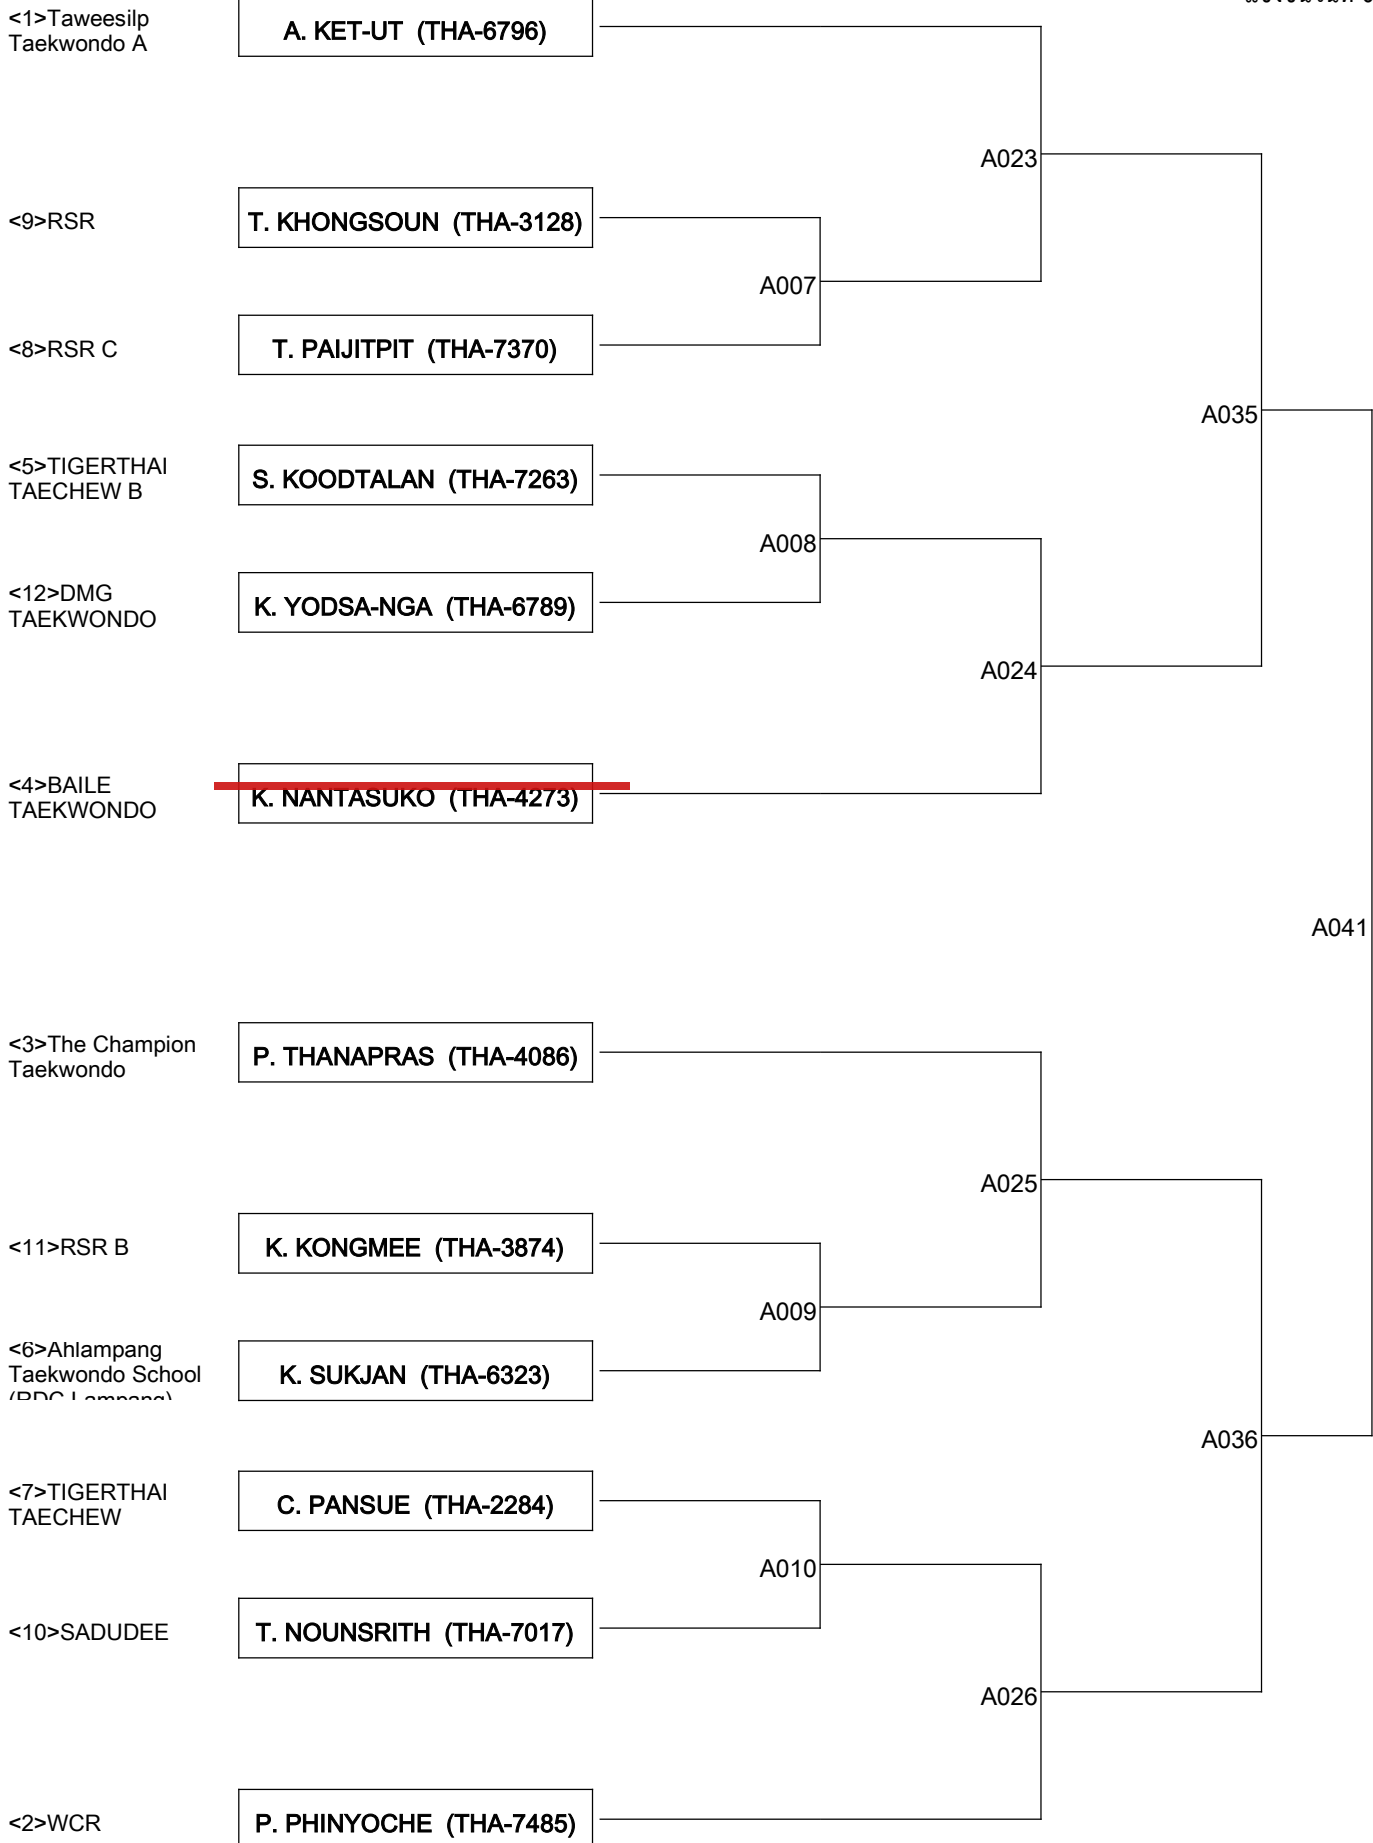 <1>Taweesilp
Taekwondo A
A. KET-UT (THA-6796)
A023
<9>RSR
T. KHONGSOUN (THA-3128)
A007
<8>RSR C
T. PAIJITPIT (THA-7370)
A035
<5>TIGERTHAI
TAECHEW B
S. KOODTALAN (THA-7263)
A008
<12>DMG
TAEKWONDO
K. YODSA-NGA (THA-6789)
A024
<4>BAILE
TAEKWONDO
K. NANTASUKO (THA-4273)
A041
<3>The Champion
Taekwondo
P. THANAPRAS (THA-4086)
A025
<11>RSR B
K. KONGMEE (THA-3874)
A009
<6>Ahlampang
Taekwondo School
(RDC Lampang)
K. SUKJAN (THA-6323)
A036
<7>TIGERTHAI
TAECHEW
C. PANSUE (THA-2284)
A010
<10>SADUDEE
T. NOUNSRITH (THA-7017)
A026
<2>WCR
P. PHINYOCHE (THA-7485)